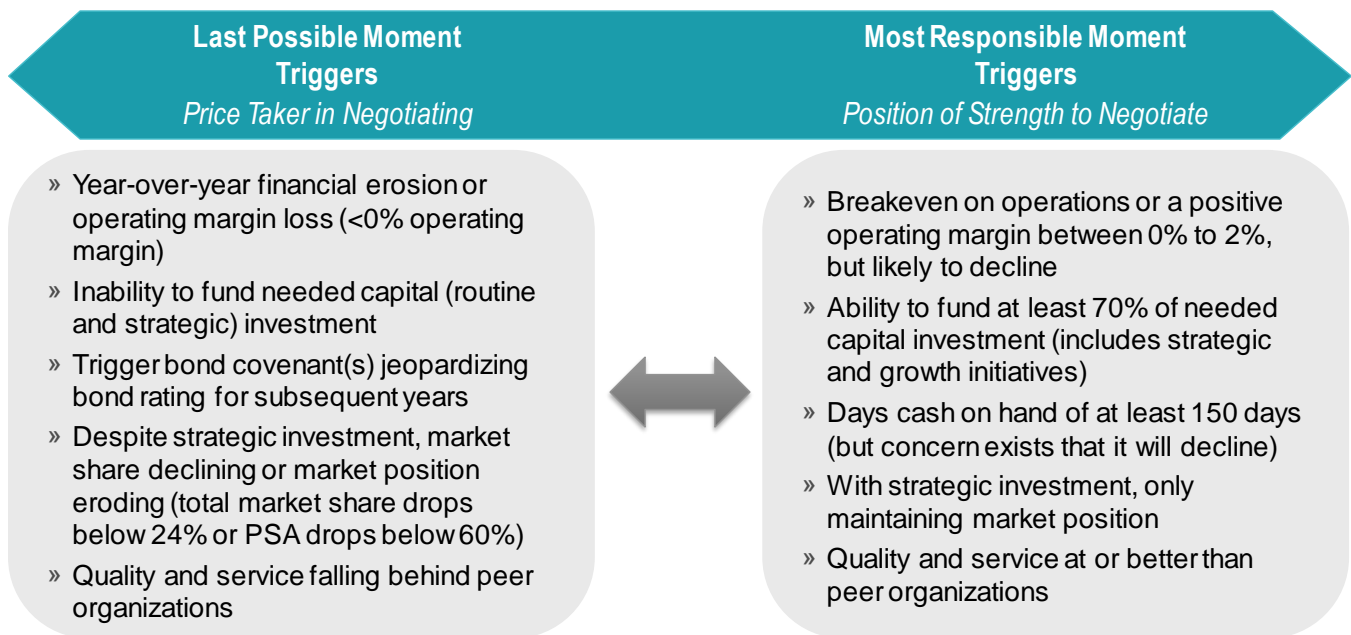 Last Possible Moment
Triggers
Price Taker in Negotiating
» Year-over-year financial erosion or
operating margin loss (<0% operating
margin)
» Inability to fund needed capital (routine
and strategic) investment
» Trigger bond covenant(s) jeopardizing
bond rating for subsequent years
» Despite strategic investment, market
share declining or market position
eroding (total market share drops
below 24% or PSA drops below 60%)
» Quality and service falling behind peer
organizations
Most Responsible Moment
Triggers
Position of Strength to Negotiate
» Breakeven on operations or a positive
operating margin between 0% to 2%,
but likely to decline
» Ability to fund at least 70% of needed
capital investment (includes strategic
and growth initiatives)
» Days cash on hand of at least 150 days
(but concern exists that it will decline)
» With strategic investment, only
maintaining market position
» Quality and service at or better than
peer organizations